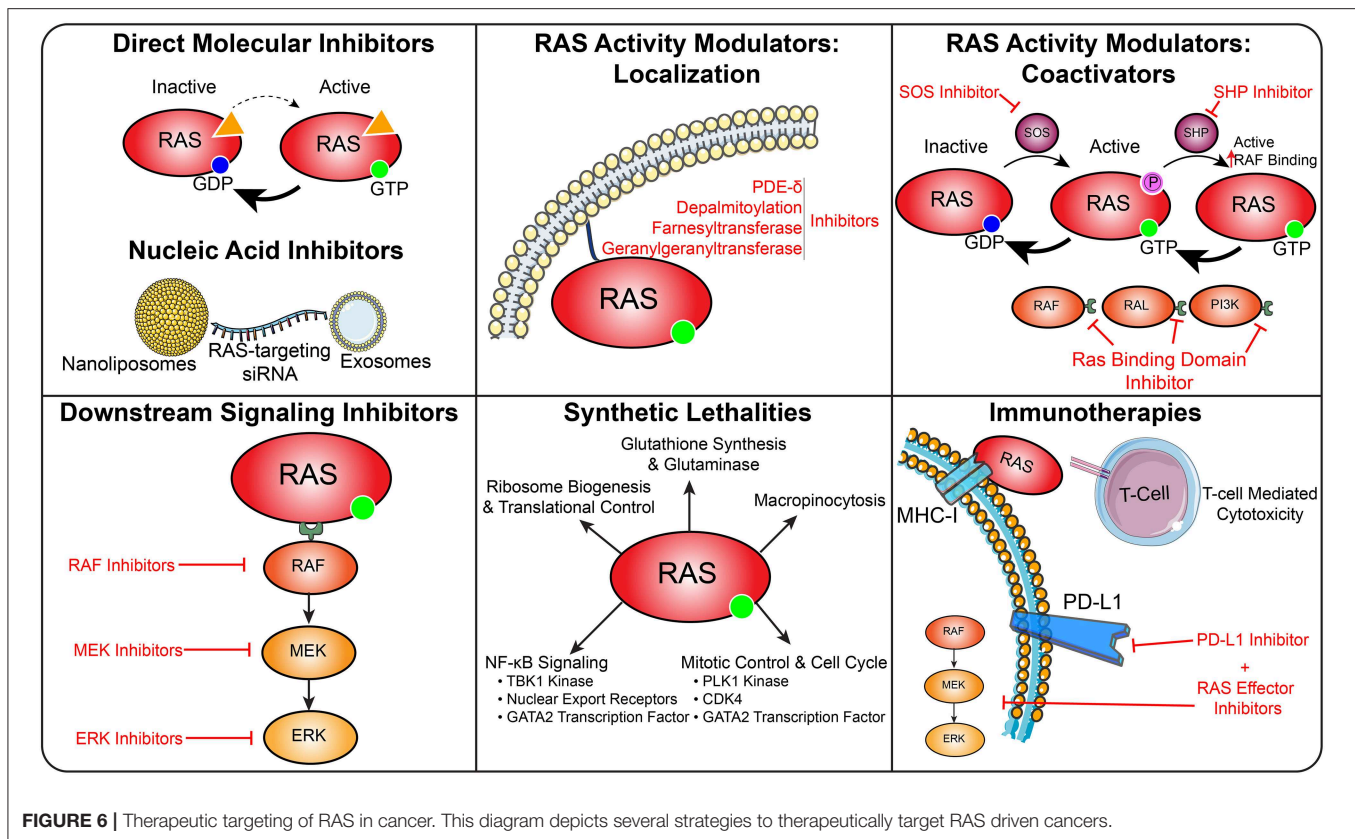 Direct Molecular Inhibitors
Inactive
Active
RAS
RAS
GDP
GTP
Nucleic Acid Inhibitors
Nanoliposomes
RAS-targeting
siRNA
Exosomes
RAS Activity Modulators:
Localization
PDE-δ
Depalmitoylation
Farnesyltransferase
Geranylgeranyltransferase
Inhibitors
RAS
RAS Activity Modulators:
Coactivators
SOS Inhibitor
SHP Inhibitor
SOS
SHP
Inactive
Active
Active
RAF Binding
P
RAS
RAS
RAS
GDP
GTP
GTP
RAF
RAL
PI3K
Ras Binding Domain
Inhibitor
Downstream Signaling Inhibitors
RAS
RAF Inhibitors
RAF
MEK Inhibitors
MEK
ERK Inhibitors
ERK
Synthetic Lethalities
Glutathione Synthesis
& Glutaminase
Ribosome Biogenesis
& Translational Control
Macropinocytosis
RAS
NF-κB Signaling
• TBK1 Kinase
• Nuclear Export Receptors
• GATA2 Transcription Factor
Mitotic Control & Cell Cycle
• PLK1 Kinase
• CDK4
• GATA2 Transcription Factor
Immunotherapies
RAS
MHC-I
T-Cell
T-cell Mediated
Cytotoxicity
PD-L1
RAF
MEK
ERK
PD-L1 Inhibitor
+
RAS Effector
Inhibitors
FIGURE 6 | Therapeutic targeting of RAS in cancer. This diagram depicts several strategies to therapeutically target RAS driven cancers.